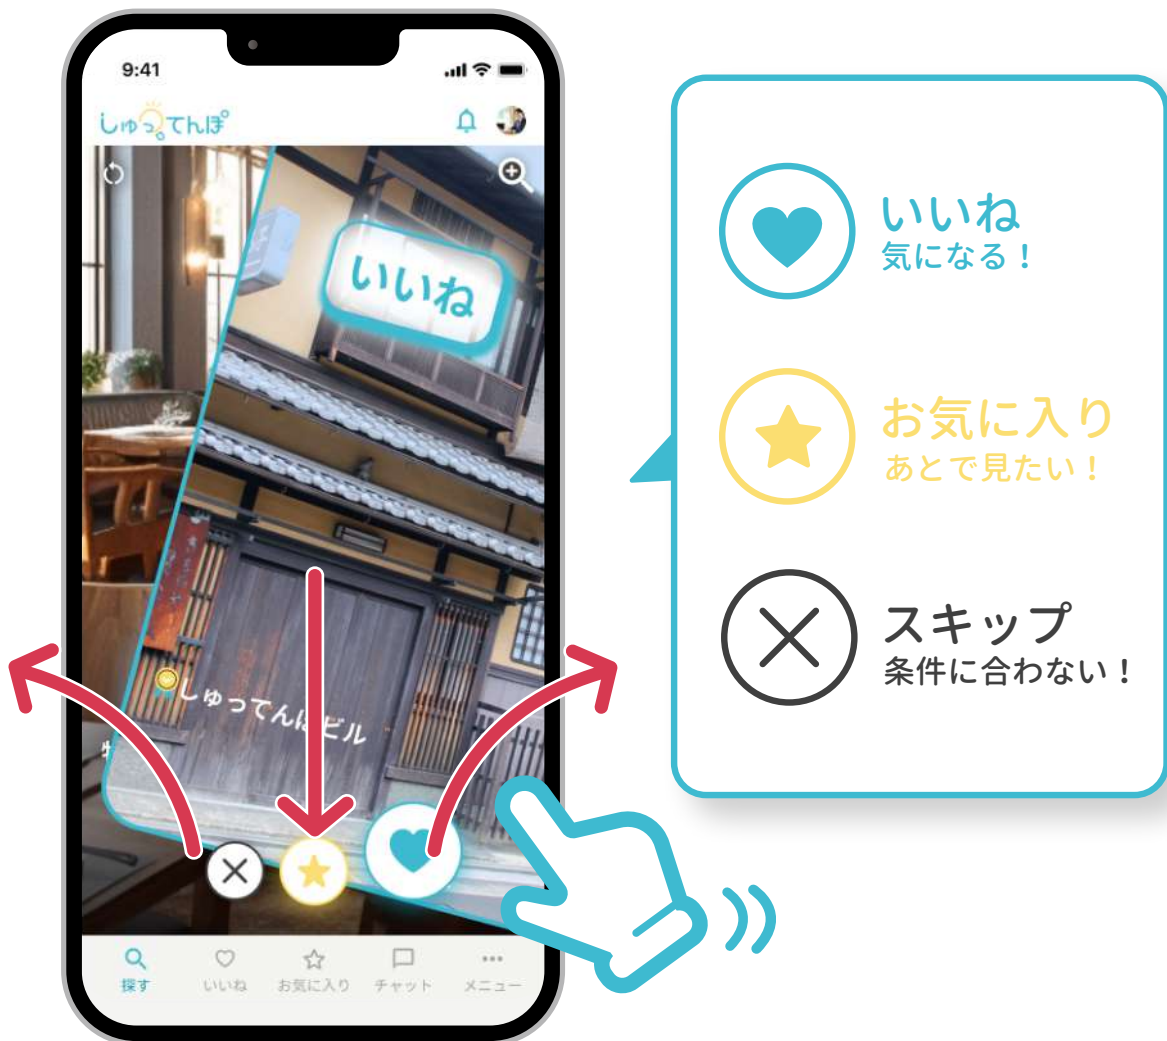 9:41
しゅってんぽ
いいね
しゅってんぽビル
探す
いいね
お気に入り
チャット
メニュー
いいね
気になる！
お気に入り
あとで見たい！
スキップ
条件に合わない！